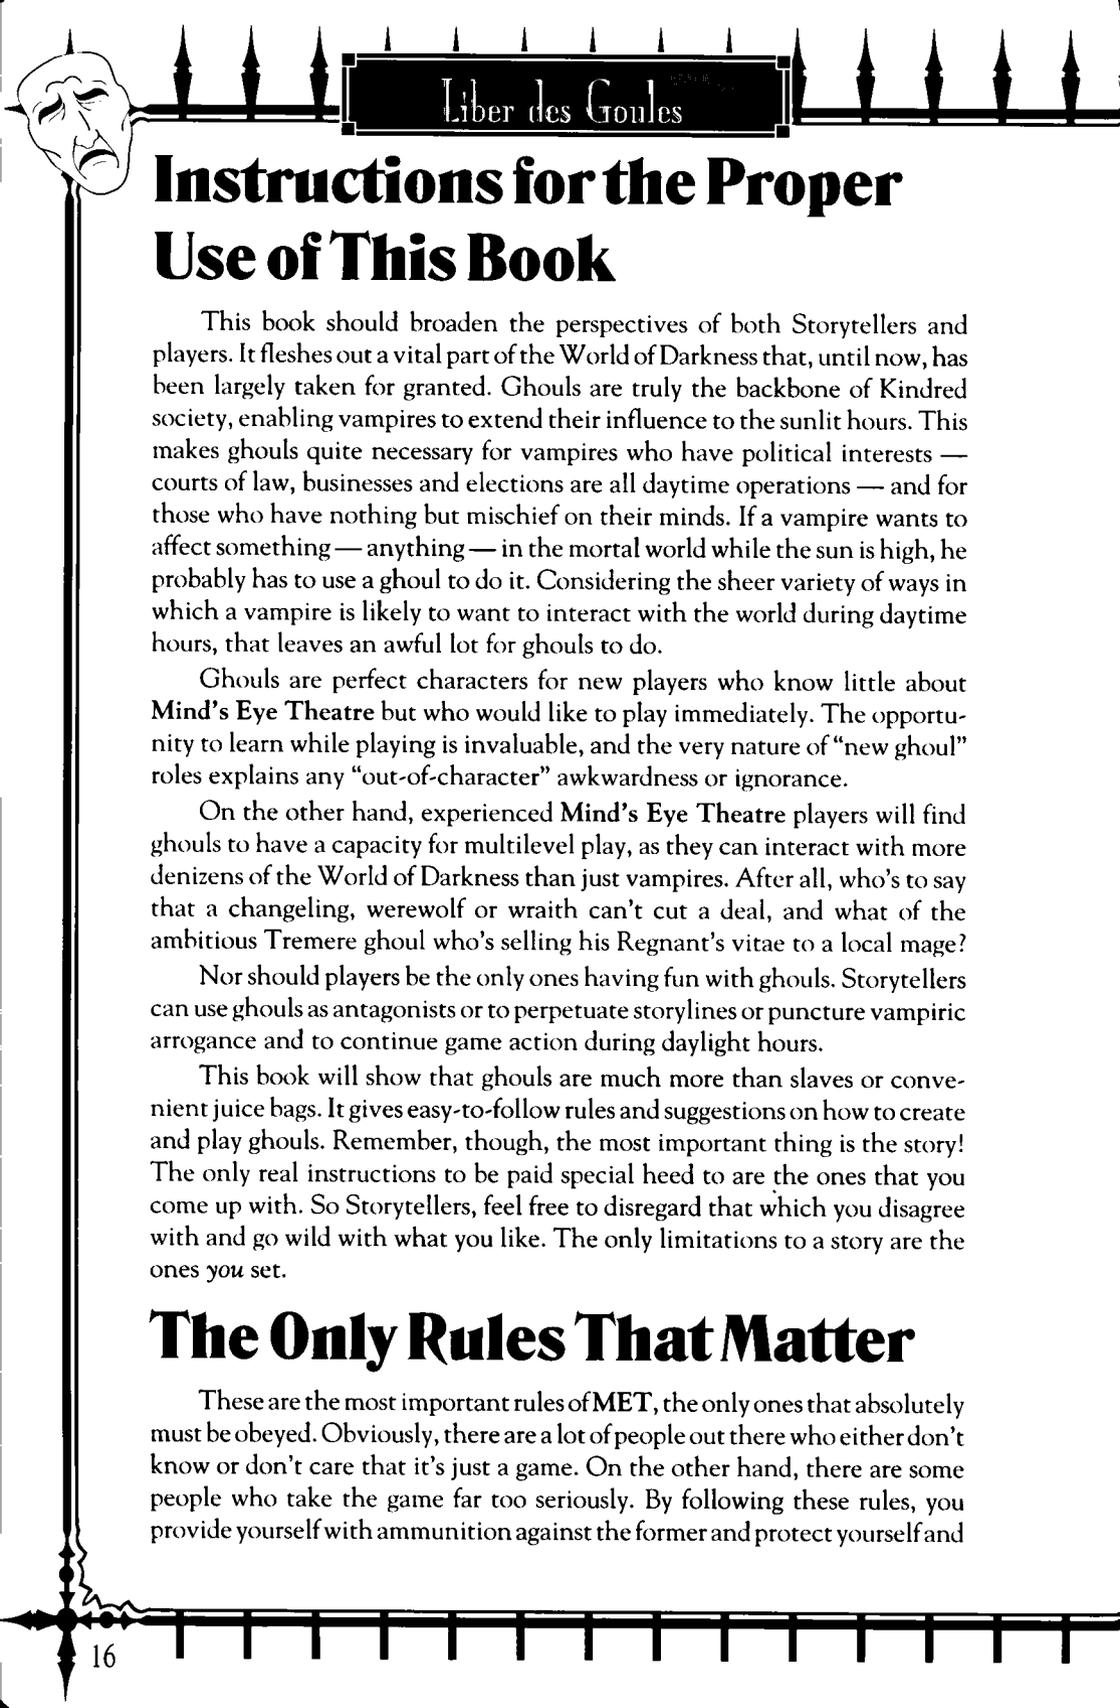 Liber des Goules
Instructions for the Proper
Use of This Book
This book should broaden the perspectives of both Storytellers and
players. It fleshes out a vital part of the World of Darkness that, until now, has
been largely taken for granted. Ghouls are truly the backbone of Kindred
society, enabling vampires to extend their influence to the sunlit hours. This
makes ghouls quite necessary for vampires who have political interests —
courts of law, businesses and elections are all daytime operations — and for
those who have nothing but mischief on their minds. If a vampire wants to
affect something — anything — in the mortal world while the sun is high, he
probably has to use a ghoul to do it. Considering the sheer variety of ways in
which a vampire is likely to want to interact with the world during daytime
hours, that leaves an awful lot for ghouls to do.
Ghouls are perfect characters for new players who know little about
Mind's Eye Theatre but who would like to play immediately. The opportu-
nity to learn while playing is invaluable, and the very nature of "new ghoul"
roles explains any "out-of-character" awkwardness or ignorance.
On the other hand, experienced Mind's Eye Theatre players will find
ghouls to have a capacity for multilevel play, as they can interact with more
denizens of the World of Darkness than just vampires. After all, who's to say
that a changeling, werewolf or wraith can't cut a deal, and what of the
ambitious Tremere ghoul who's selling his Regnant's vitae to a local mage?
Nor should players be the only ones having fun with ghouls. Storytellers
can use ghouls as antagonists or to perpetuate storylines or puncture vampiric
arrogance and to continue game action during daylight hours.
This book will show that ghouls are much more than slaves or conve-
nient juice bags. It gives easy-to-follow rules and suggestions on how to create
and play ghouls. Remember, though, the most important thing is the story!
The only real instructions to be paid special heed to are the ones that you
come up with. So Storytellers, feel free to disregard that which you disagree
with and go wild with what you like. The only limitations to a story are the
ones you set.
The Only Rules That Matter
These are the most important rules of MET, the only ones that absolutely
must be obeyed. Obviously, there are a lot of people out there who either don't
know or don't care that it's just a game. On the other hand, there are some
people who take the game far too seriously. By following these rules, you
provide yourself with ammunition against the former and protect yourself and
16